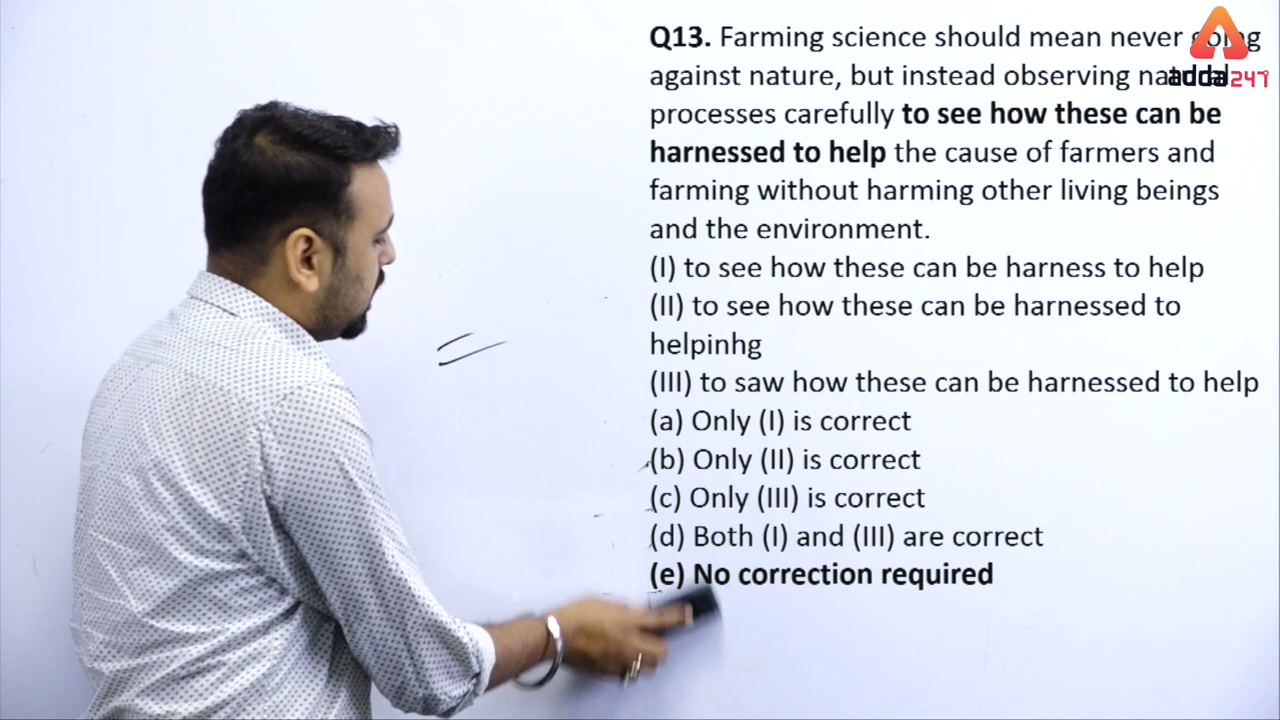 Q13. Farming science should mean never going
against nature, but instead observing natural
processes carefully to see how these can be
harnessed to help the cause of farmers and
farming without harming other living beings
and the environment.
(I) to see how these can be harness to help
(II) to see how these can be harnessed to
helpinhg
(III) to saw how these can be harnessed to help
(a) Only (I) is correct
(b) Only (II) is correct
(c) Only (III) is correct
(d) Both (I) and (III) are correct
(e) No correction required
adda247